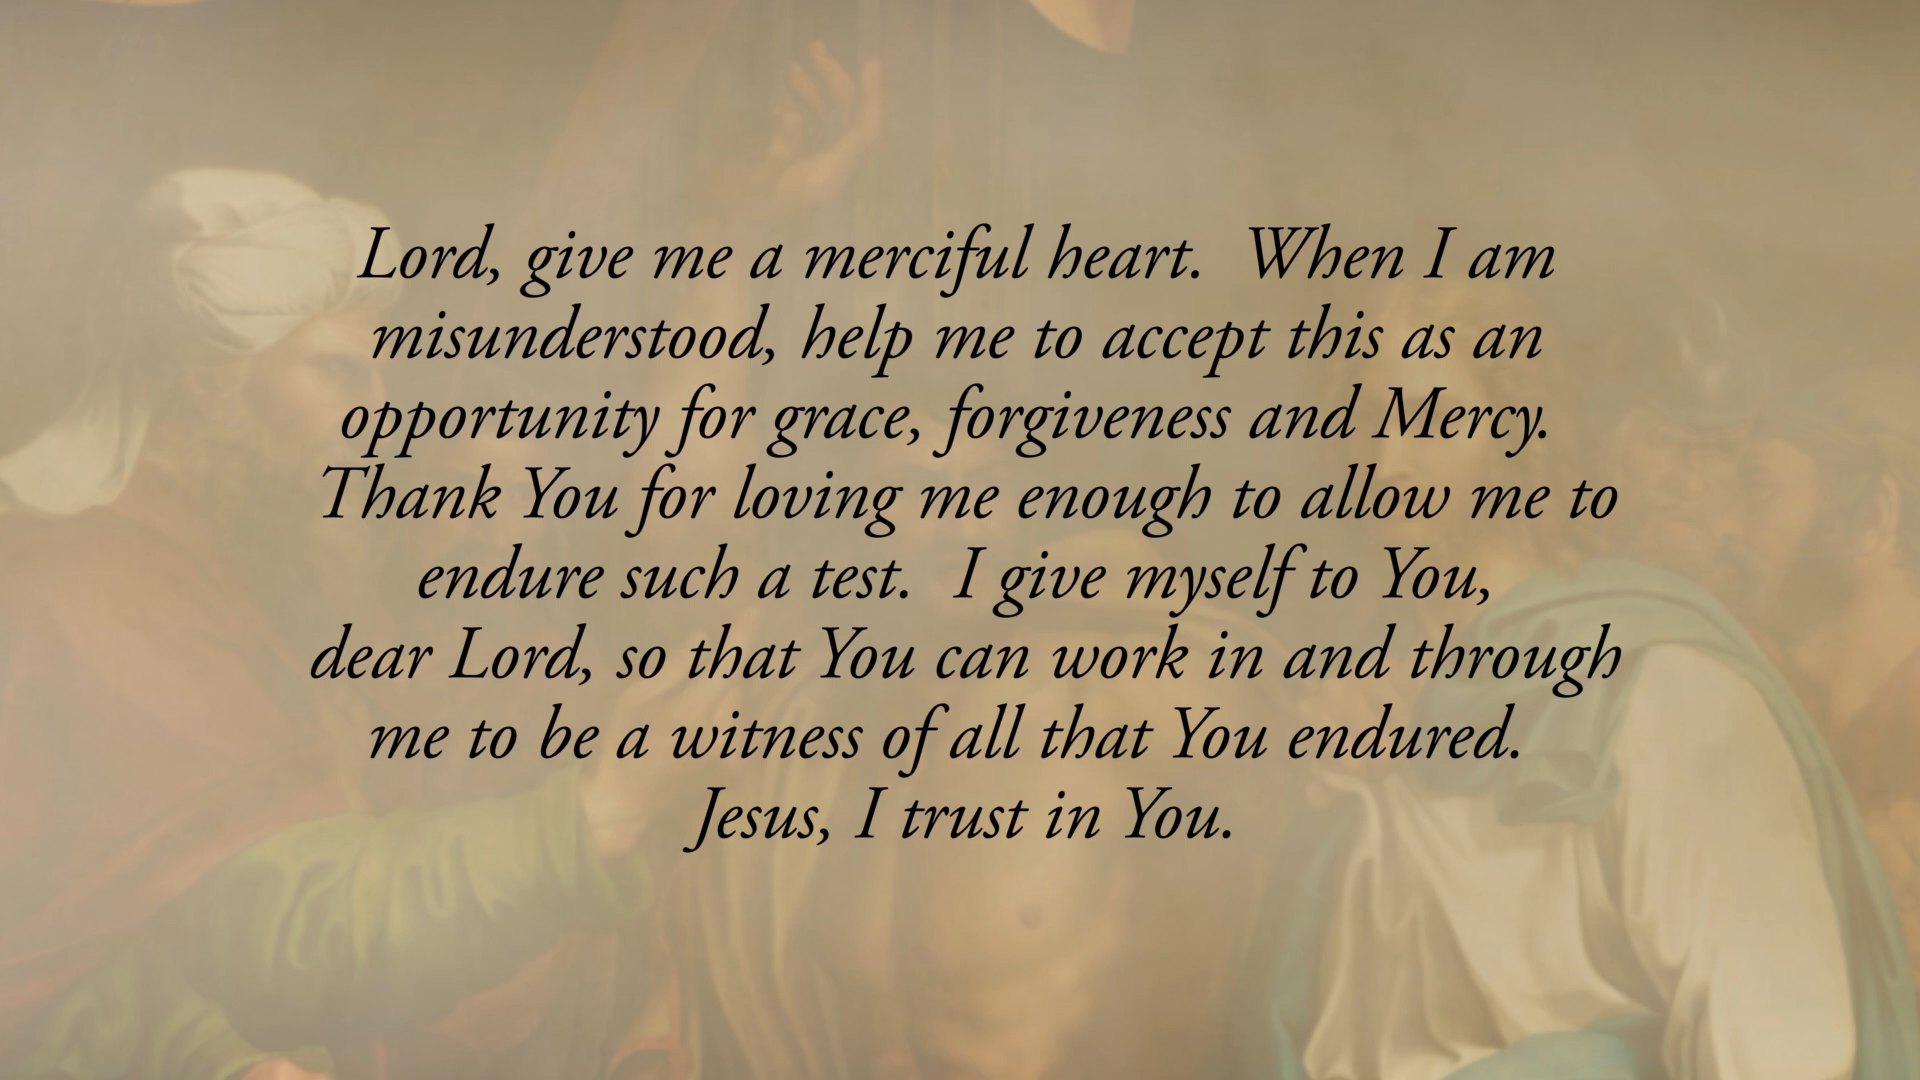 Lord, give me a merciful heart.  When I am
misunderstood, help me to accept this as an
opportunity for grace, forgiveness and Mercy.
Thank You for loving me enough to allow me to
endure such a test.  I give myself to You,
dear Lord, so that You can work in and through
me to be a witness of all that You endured.
Jesus, I trust in You.